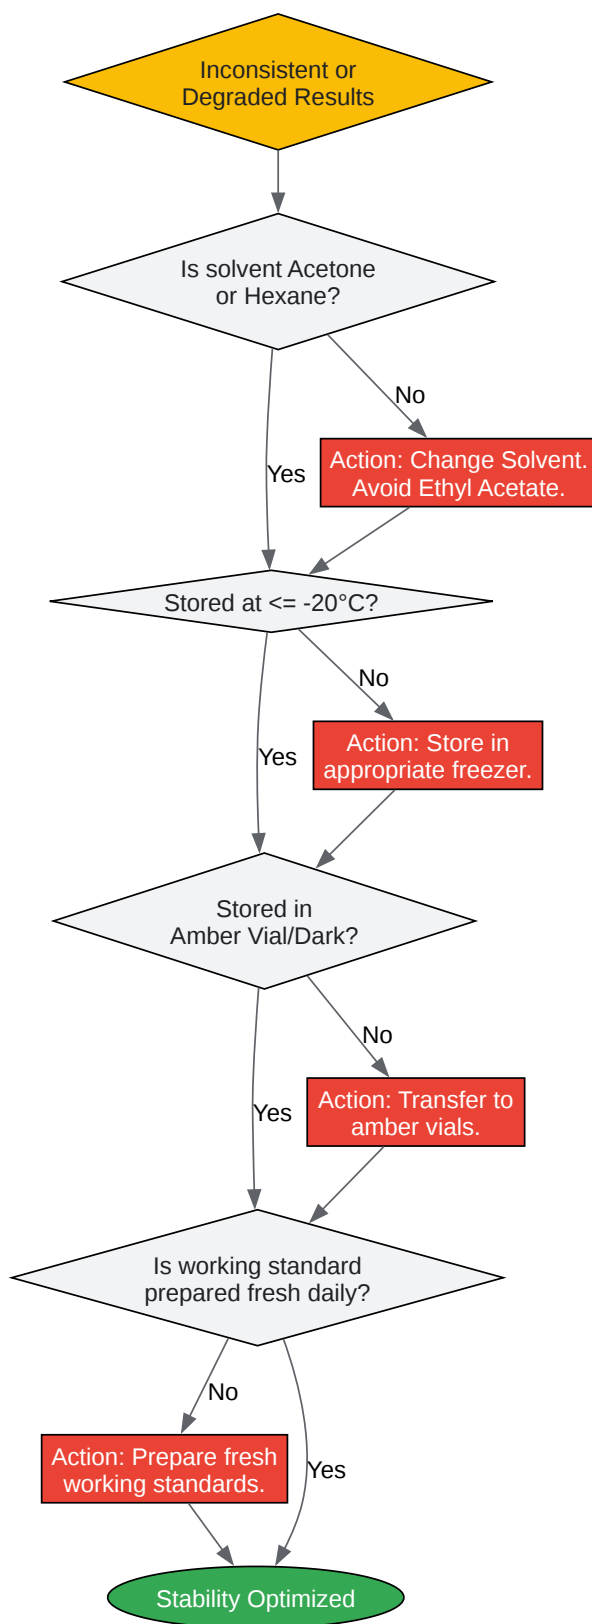 Inconsistent or
Degraded Results
Is solvent Acetone
or Hexane?
No
Action: Change Solvent.
Avoid Ethyl Acetate.
Yes
Stored at <= -20°C?
No
Action: Store in
appropriate freezer.
Yes
Stored in
Amber Vial/Dark?
No
Action: Transfer to
amber vials.
Yes
Is working standard
prepared fresh daily?
No
Action: Prepare fresh
working standards.
Yes
Stability Optimized